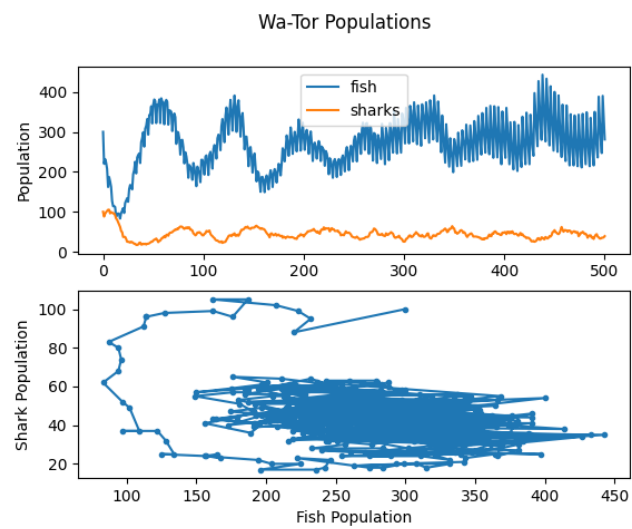 Wa-Tor Populations
fish
sharks
Population
400
300
200
100
0
0 100 200 300 400 500
Shark Population
100
80
60
40
20
100 150 200 250 300 350 400 450
Fish Population